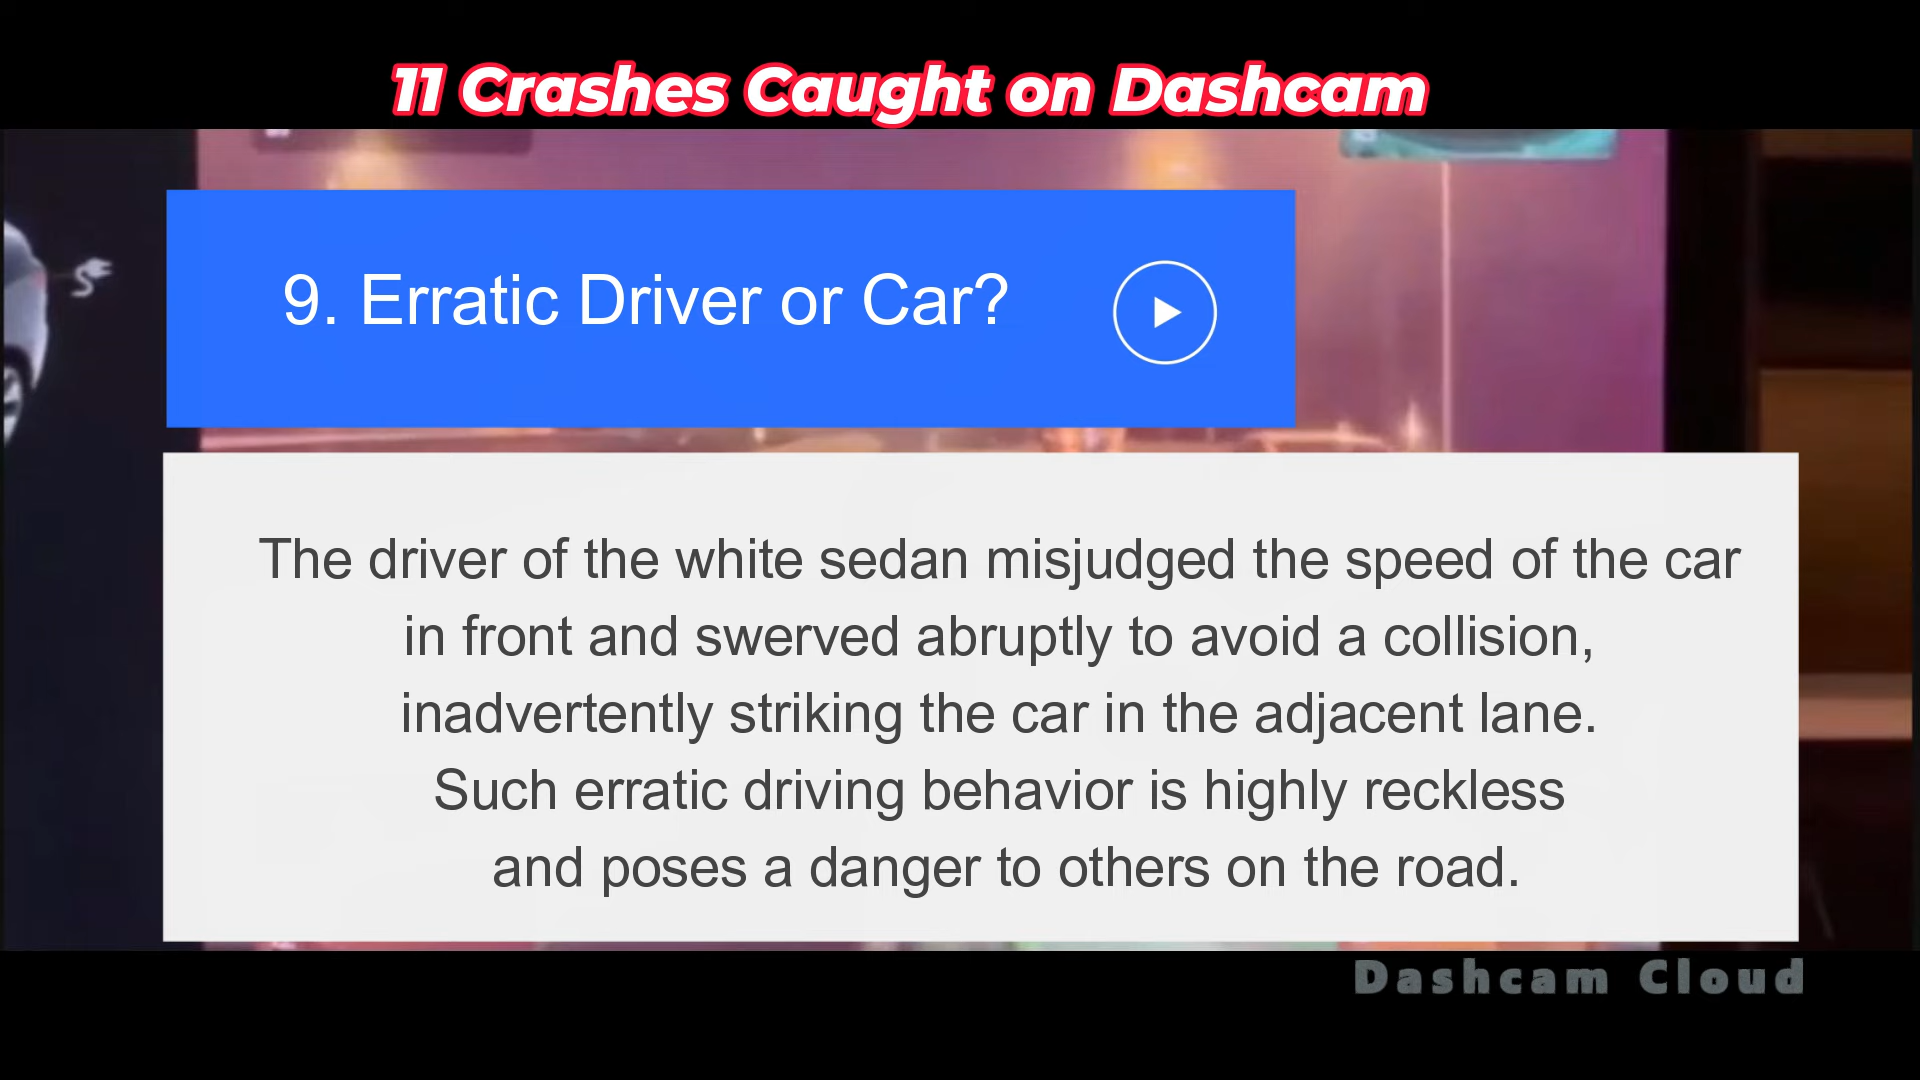 11 Crashes Caught on Dashcam
9. Erratic Driver or Car?
The driver of the white sedan misjudged the speed of the car
in front and swerved abruptly to avoid a collision,
inadvertently striking the car in the adjacent lane.
Such erratic driving behavior is highly reckless
and poses a danger to others on the road.
Dashcam Cloud